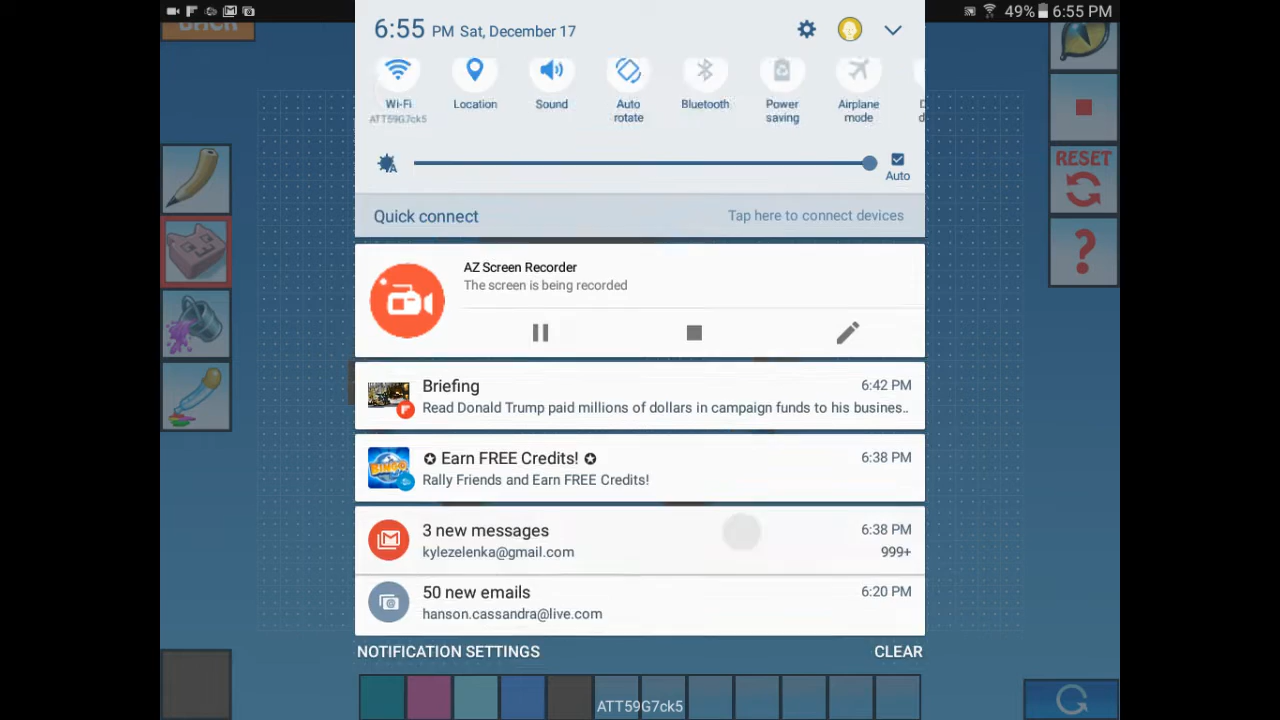 49% 6:55 PM
BACK
6:55 PM Sat, December 17
Wi-Fi
ATT59G7ck5
Location
Sound
Auto
rotate
Bluetooth
Power
saving
Airplane
mode
Auto
Quick connect
Tap here to connect devices
AZ Screen Recorder
The screen is being recorded
Briefing 6:42 PM
Read Donald Trump paid millions of dollars in campaign funds to his busines..
✪ Earn FREE Credits! ✪ 6:38 PM
Rally Friends and Earn FREE Credits!
3 new messages 6:38 PM
kylezelenka@gmail.com 999+
50 new emails 6:20 PM
hanson.cassandra@live.com
NOTIFICATION SETTINGS CLEAR
ATT59G7ck5
RESET
?